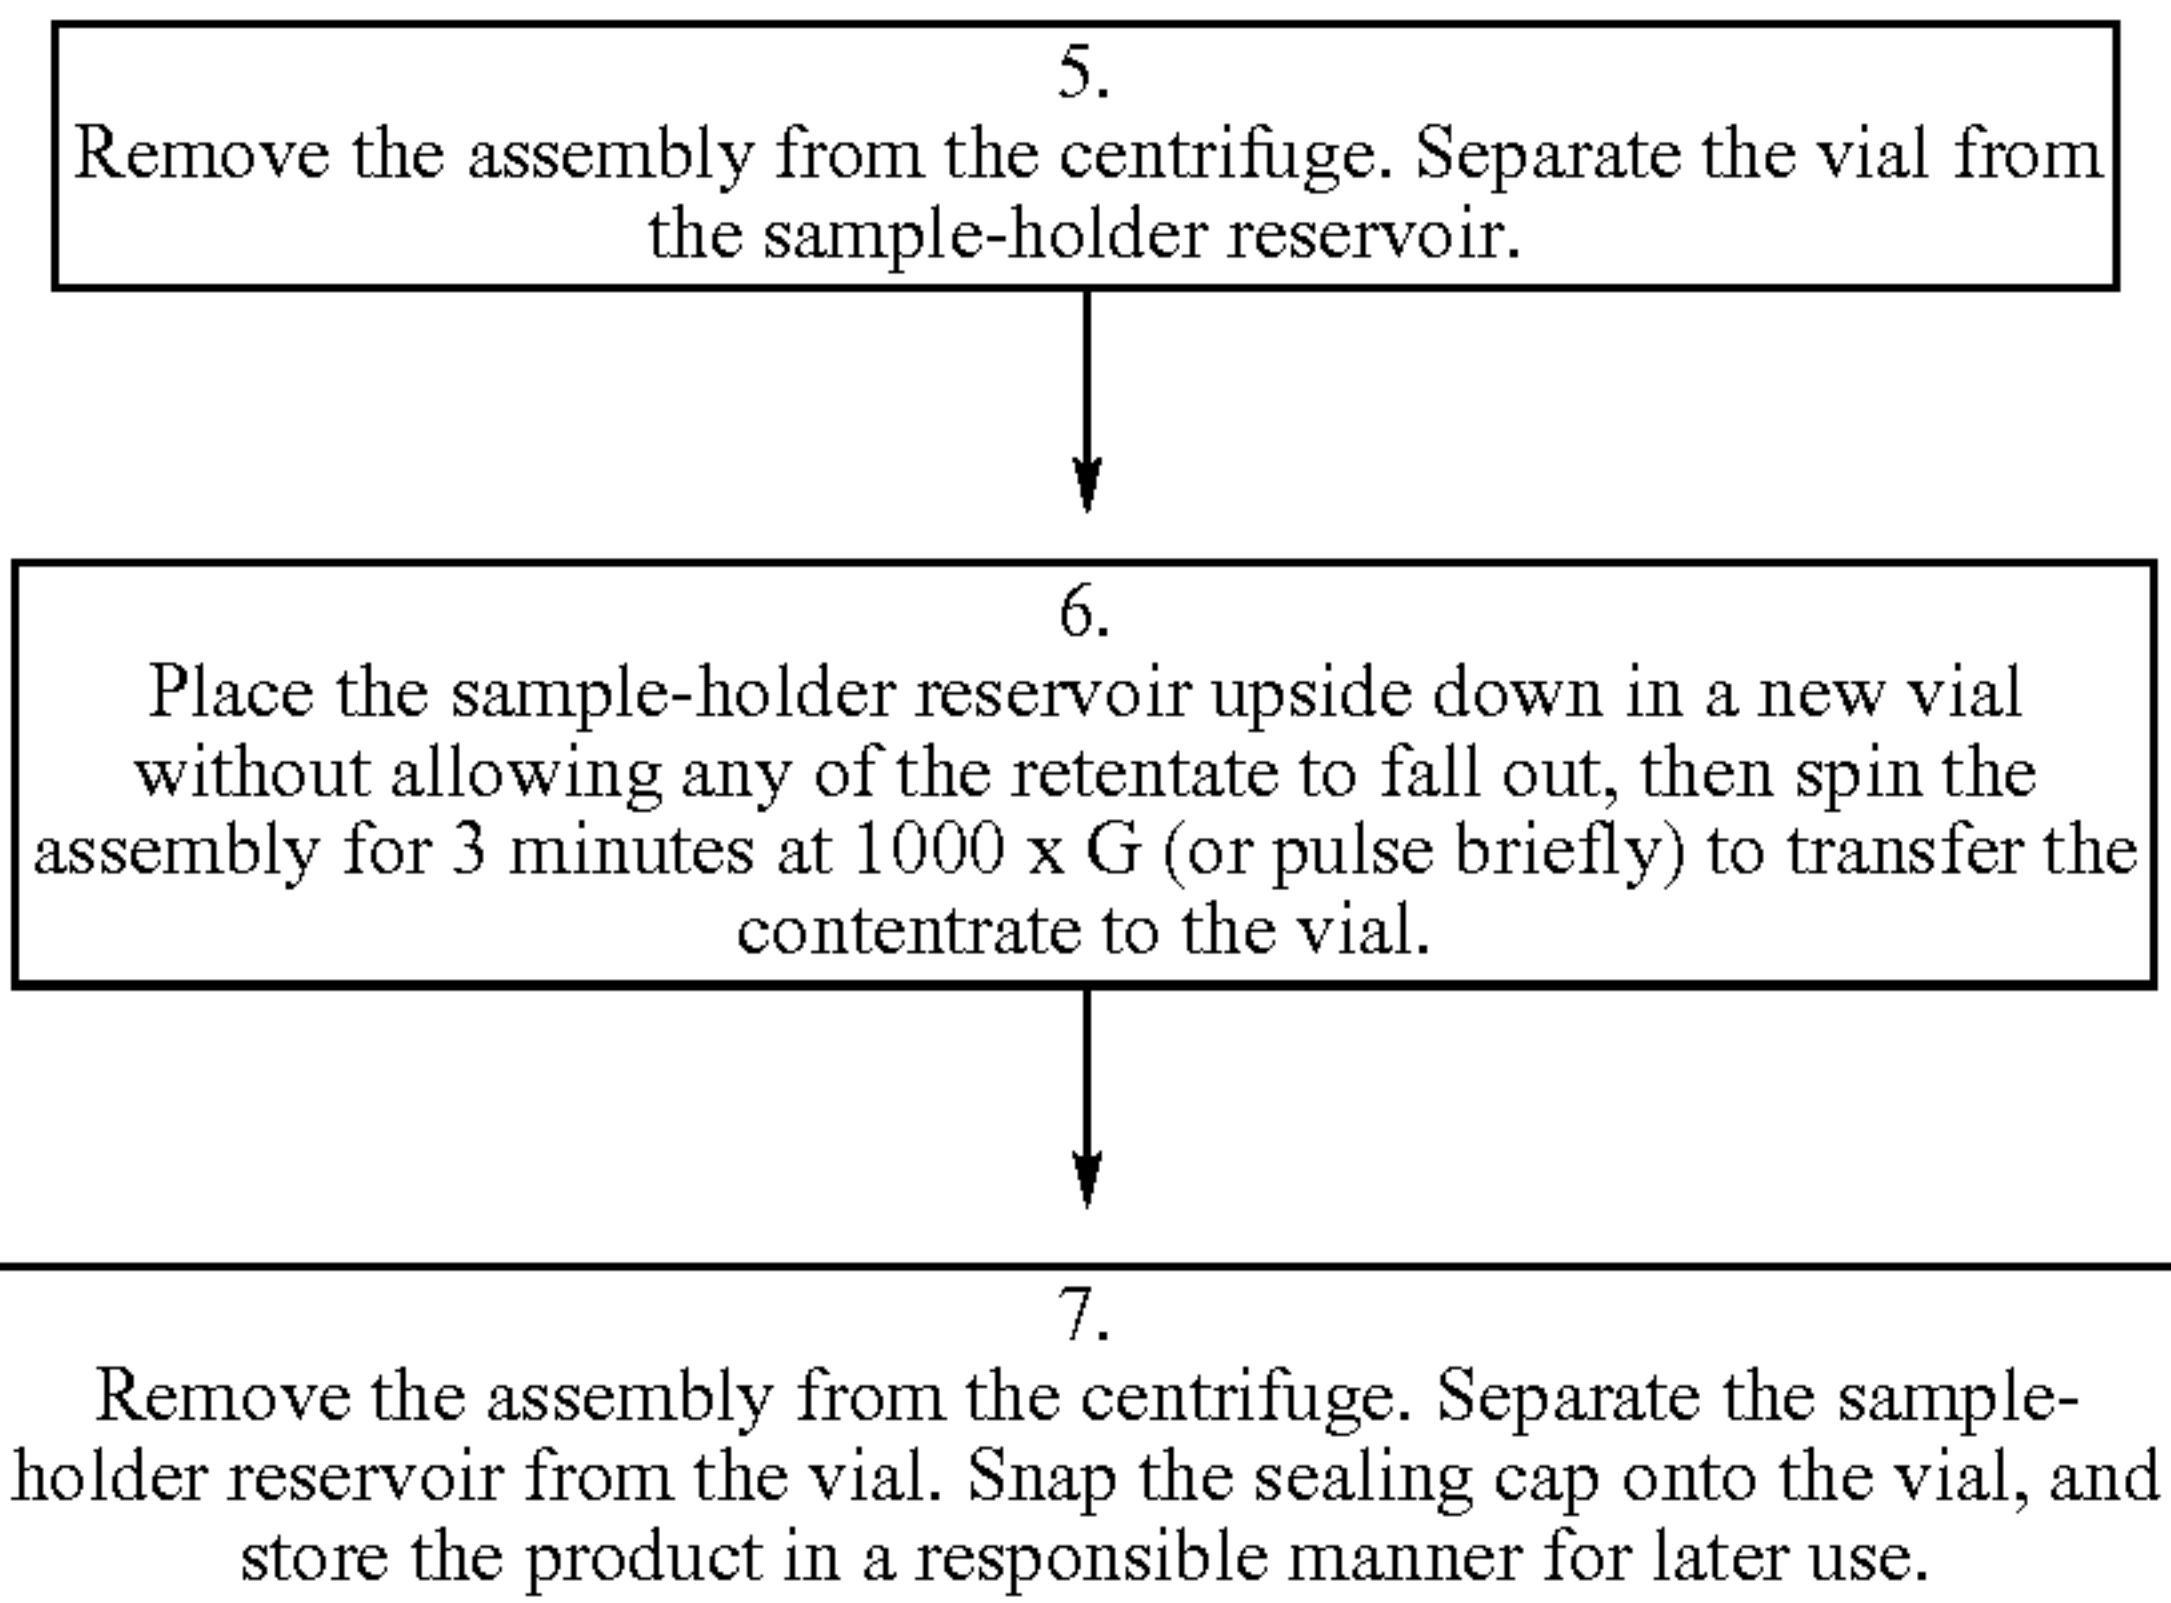 5.
Remove the assembly from the centrifuge. Separate the vial from
the sample-holder reservoir.
6.
Place the sample-holder reservoir upside down in a new vial
without allowing any of the retentate to fall out, then spin the
assembly for 3 minutes at 1000 x G (or pulse briefly) to transfer the
contentrate to the vial.
7.
Remove the assembly from the centrifuge. Separate the sample-
holder reservoir from the vial. Snap the sealing cap onto the vial, and
store the product in a responsible manner for later use.